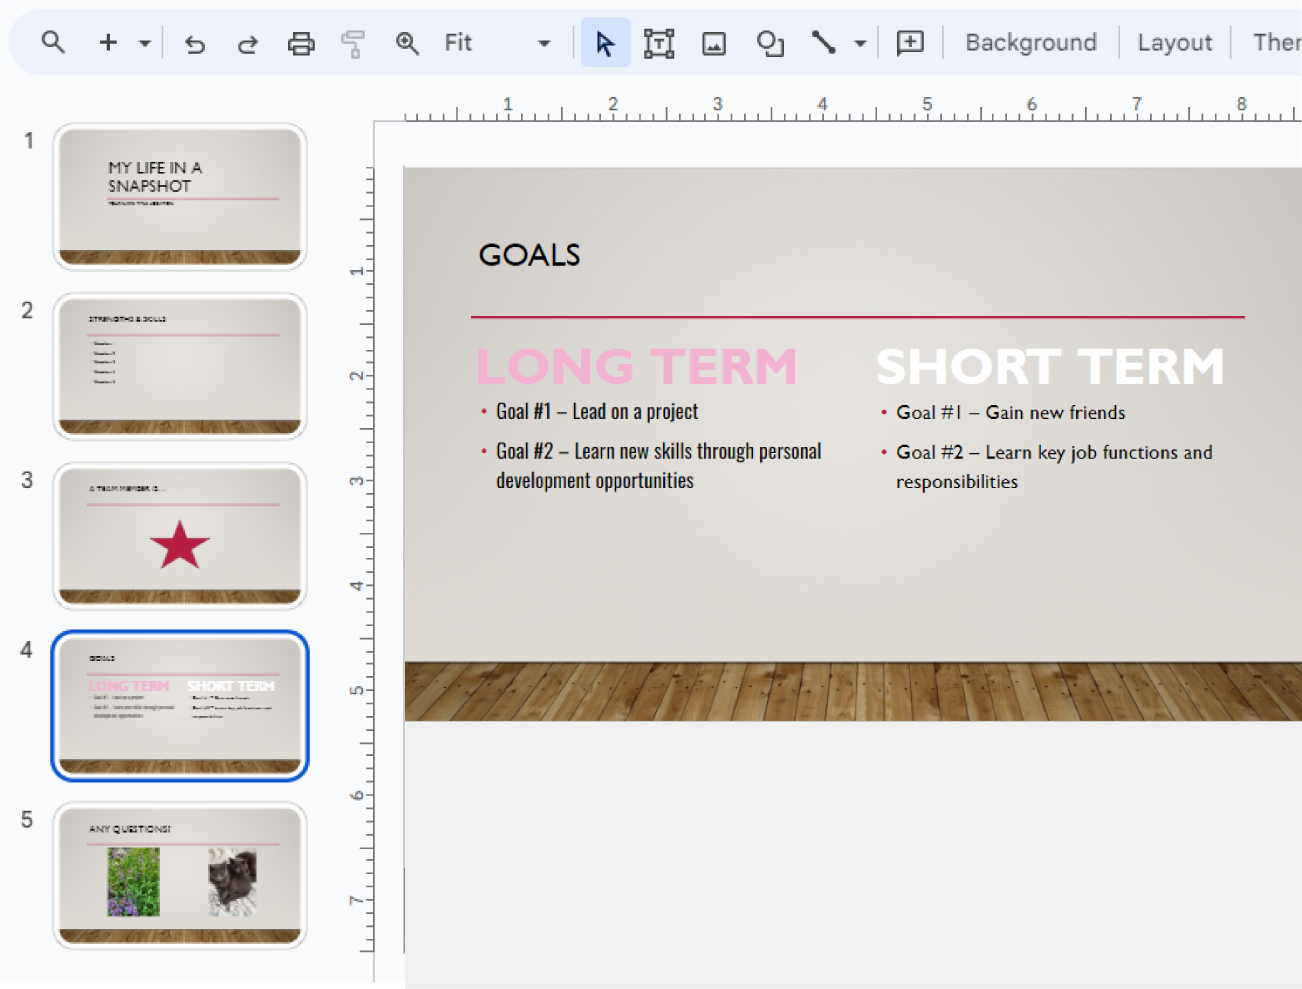 Fit
Background
Layout
Ther
1 2 3 4 5 6 7 8
1
MY LIFE IN A
SNAPSHOT
2
STRENGTHS & SKILLS
3
A TEAM MEMBER IS...
4
GOALS
LONG TERM
SHORT TERM
5
ANY QUESTIONS?
1
2
3
4
5
6
7
GOALS
LONG TERM
• Goal #1 – Lead on a project
• Goal #2 – Learn new skills through personal
development opportunities
SHORT TERM
• Goal #1 – Gain new friends
• Goal #2 – Learn key job functions and
responsibilities